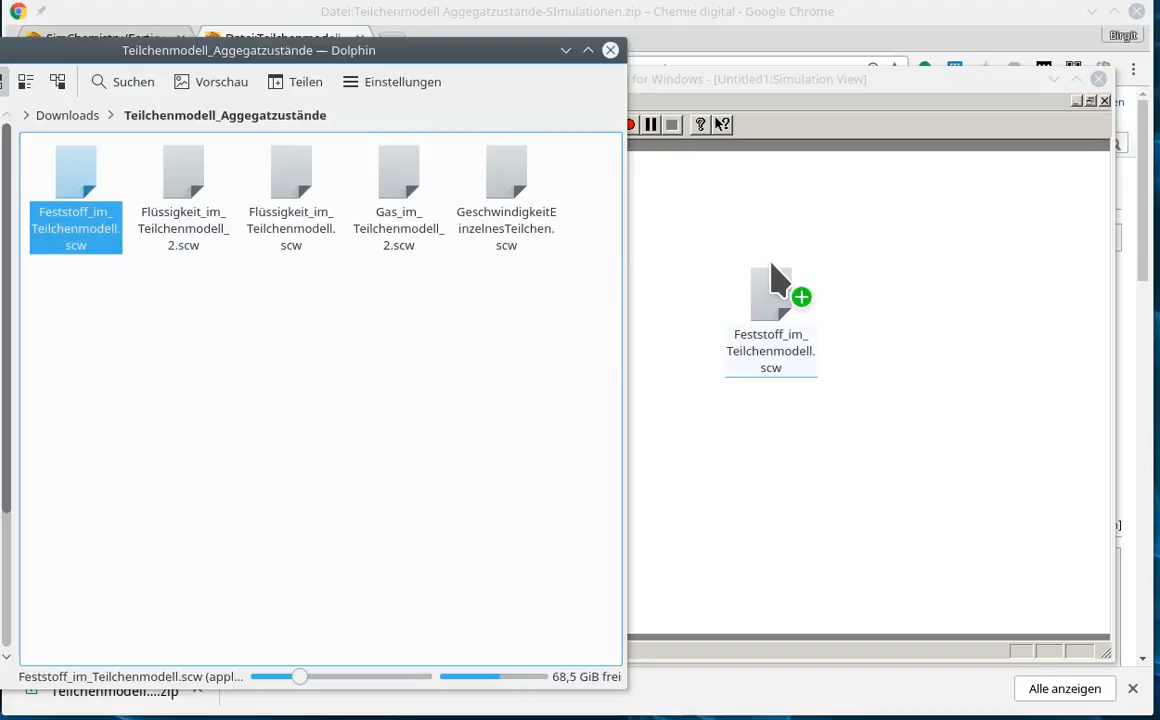 Datei:Teilchenmodell Aggegatzustände-SImulationen.zip – Chemie digital - Google Chrome
Birgit
Teilchenmodell_Aggegatzustände — Dolphin
for Windows - [Untitled1:Simulation View]
Suchen
Vorschau
Teilen
Einstellungen
Downloads
Teilchenmodell_Aggegatzustände
Feststoff_im_
Teilchenmodell.
scw
Flüssigkeit_im_
Teilchenmodell_
2.scw
Flüssigkeit_im_
Teilchenmodell.
scw
Gas_im_
Teilchenmodell_
2.scw
GeschwindigkeitE
inzelnesTeilchen.
scw
Feststoff_im_
Teilchenmodell.
scw
Feststoff_im_Teilchenmodell.scw (appl...
68,5 GiB frei
Teilchenmodell....zip
Alle anzeigen